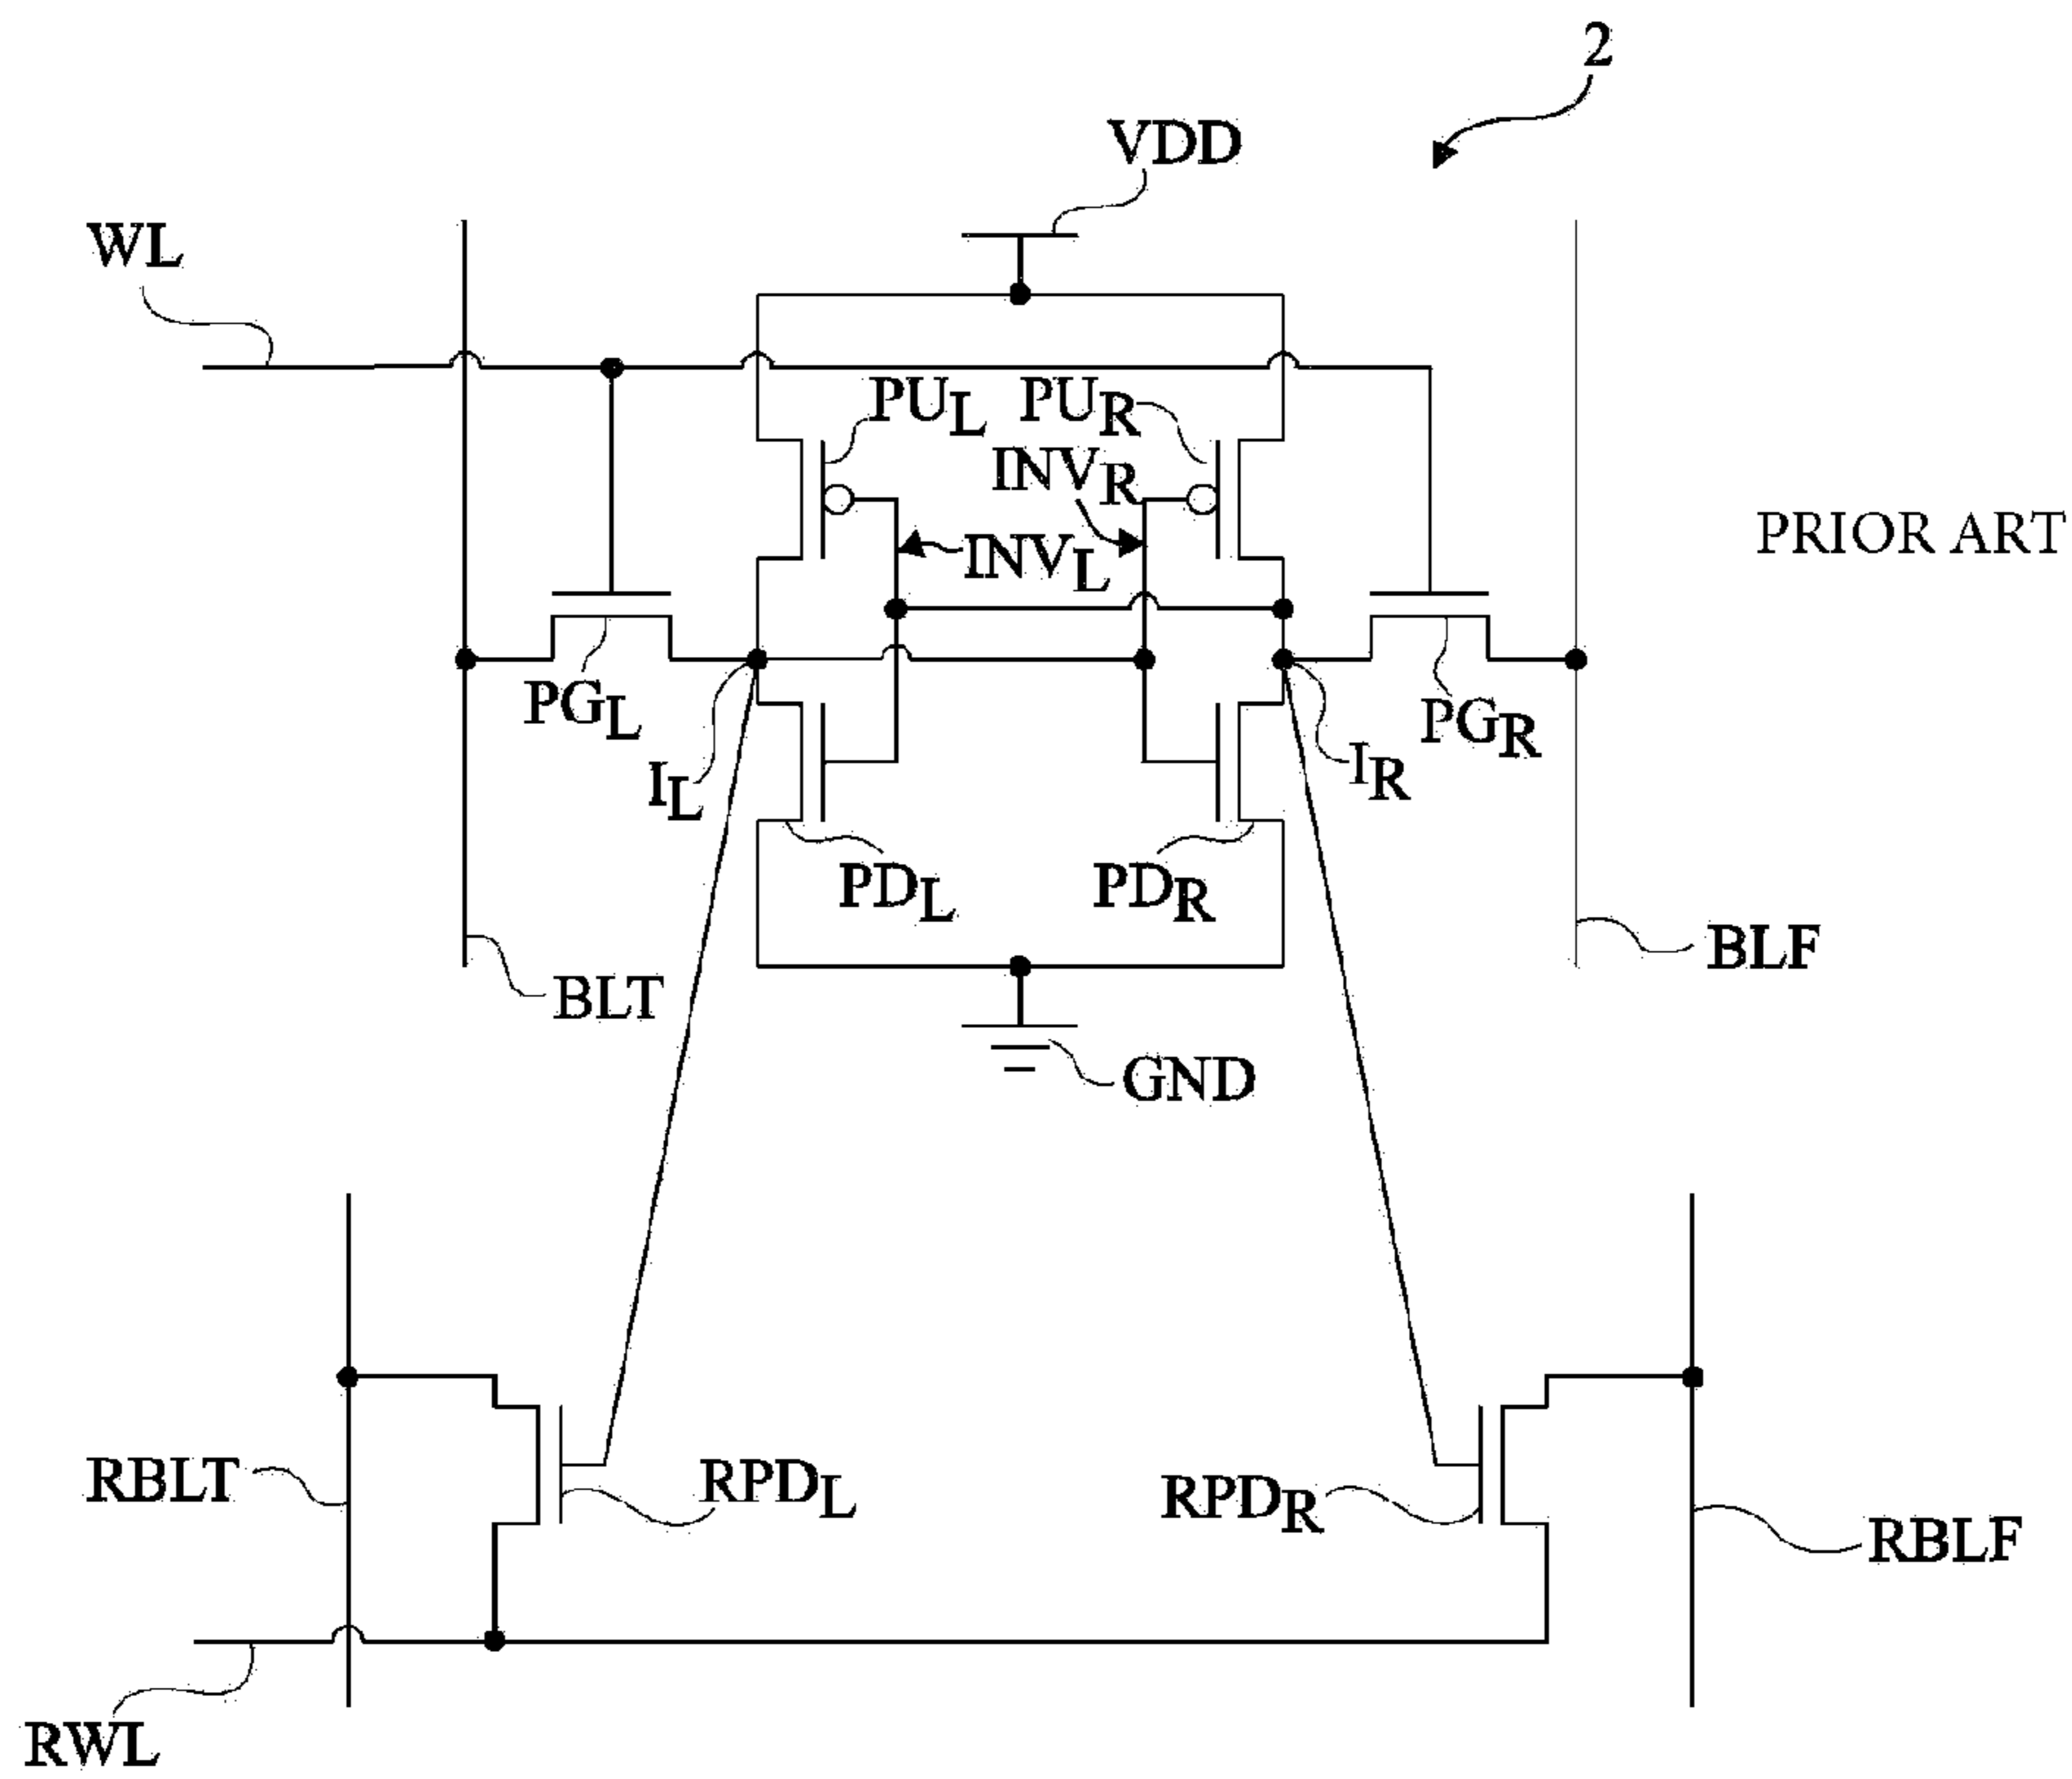 2
VDD
WL
PUL PUR
INVR
INVL
PRIOR ART
PGL
PGR
IL
IR
PDL
PDR
BLF
BLT
GND
RBLT
RPDL
RPDR
RBLF
RWL